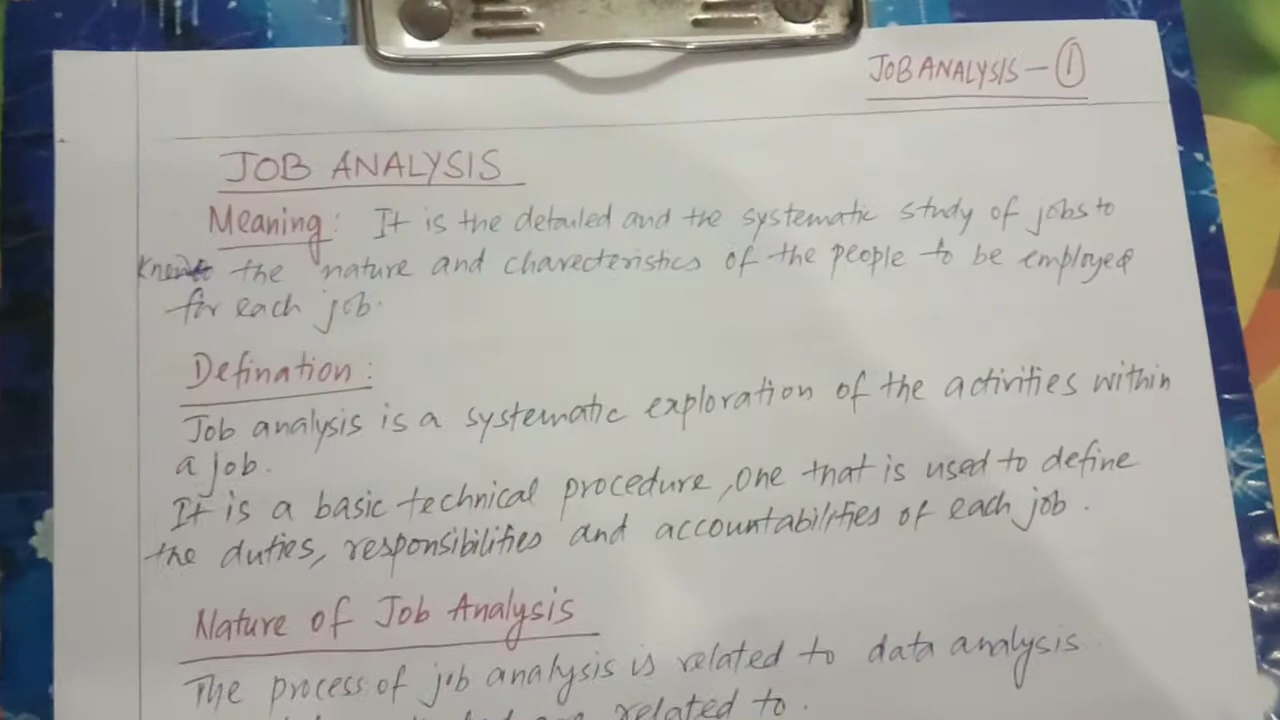 JOB ANALYSIS - 1
JOB ANALYSIS
Meaning: It is the detailed and the systematic study of jobs to
know the nature and charecteristics of the people to be employed
for each job.
Defination:
Job analysis is a systematic exploration of the activities within
a job.
It is a basic technical procedure, one that is used to define
the duties, responsibilities and accountabilities of each job.
Nature of Job Analysis
The process of job analysis is related to data analysis
related to.